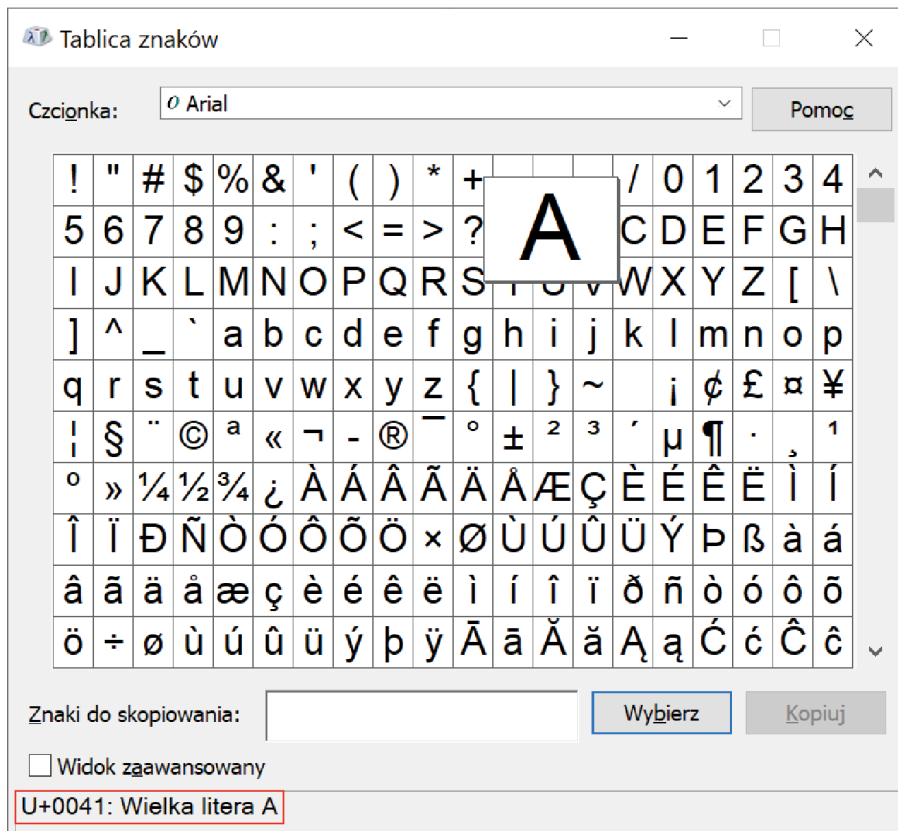 Tablica znaków
Czcionka: O Arial Pomoc
! " # $ % & ' ( ) * + / 0 1 2 3 4
5 6 7 8 9 : ; < = > ? A C D E F G H
I J K L M N O P Q R S T U V W X Y Z [ \
] ^ _ ` a b c d e f g h i j k l m n o p
q r s t u v w x y z { | } ~ ¡ ¢ £ ¤ ¥
¦ § ¨ © ª « ¬ - ® ¯ ° ± ² ³ ´ µ ¶ · ¸ ¹
º » ¼ ½ ¾ ¿ À Á Â Ã Ä Å Æ Ç È É Ê Ë Ì Í
Î Ï Ð Ñ Ò Ó Ô Õ Ö × Ø Ù Ú Û Ü Ý Þ ß à á
â ã ä å æ ç è é ê ë ì í î ï ð ñ ò ó ô õ
ö ÷ ø ù ú û ü ý þ ÿ Ā ā Ă ă Ą ą Ć ć Ĉ ĉ
Znaki do skopiowania: Wybierz Kopiuj
Widok zaawansowany
U+0041: Wielka litera A